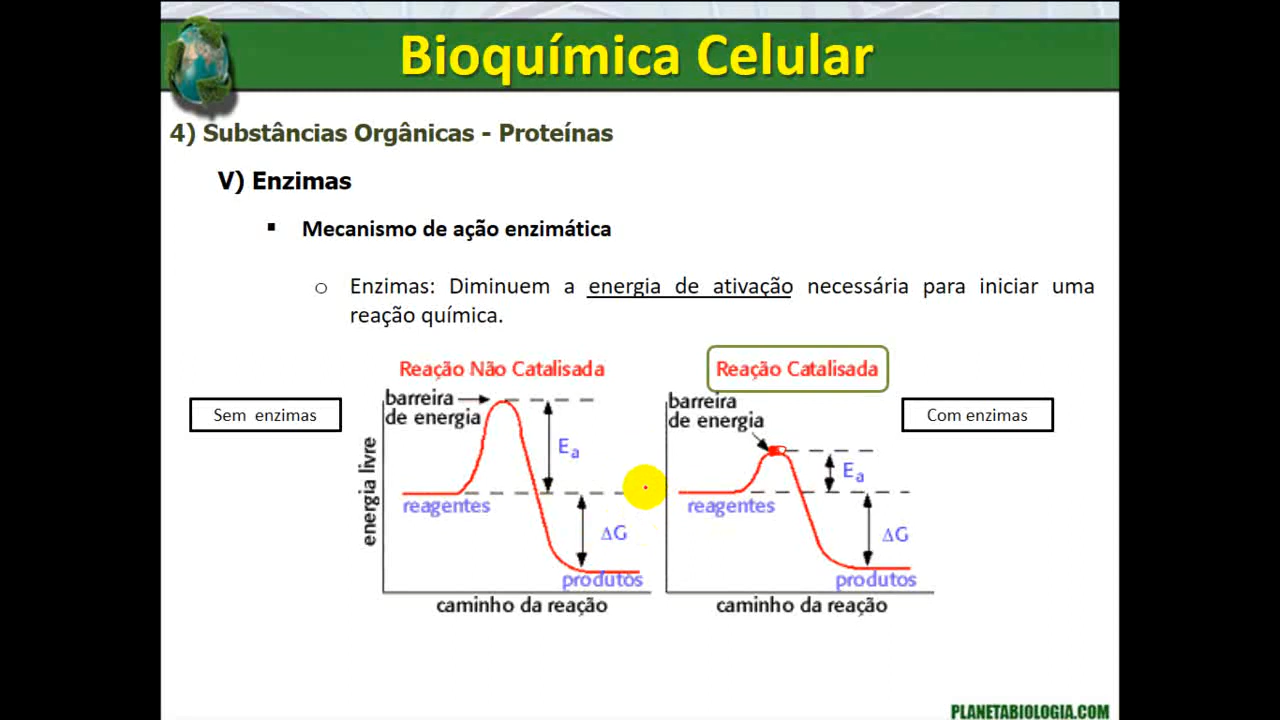 Bioquímica Celular
4) Substâncias Orgânicas - Proteínas
V) Enzimas
▪ Mecanismo de ação enzimática
o Enzimas: Diminuem a energia de ativação necessária para iniciar uma
reação química.
Reação Não Catalisada
Reação Catalisada
Sem enzimas
barreira
de energia
Ea
energia livre
reagentes
ΔG
produtos
caminho da reação
barreira
de energia
Com enzimas
Ea
reagentes
ΔG
produtos
caminho da reação
PLANETABIOLOGIA.COM